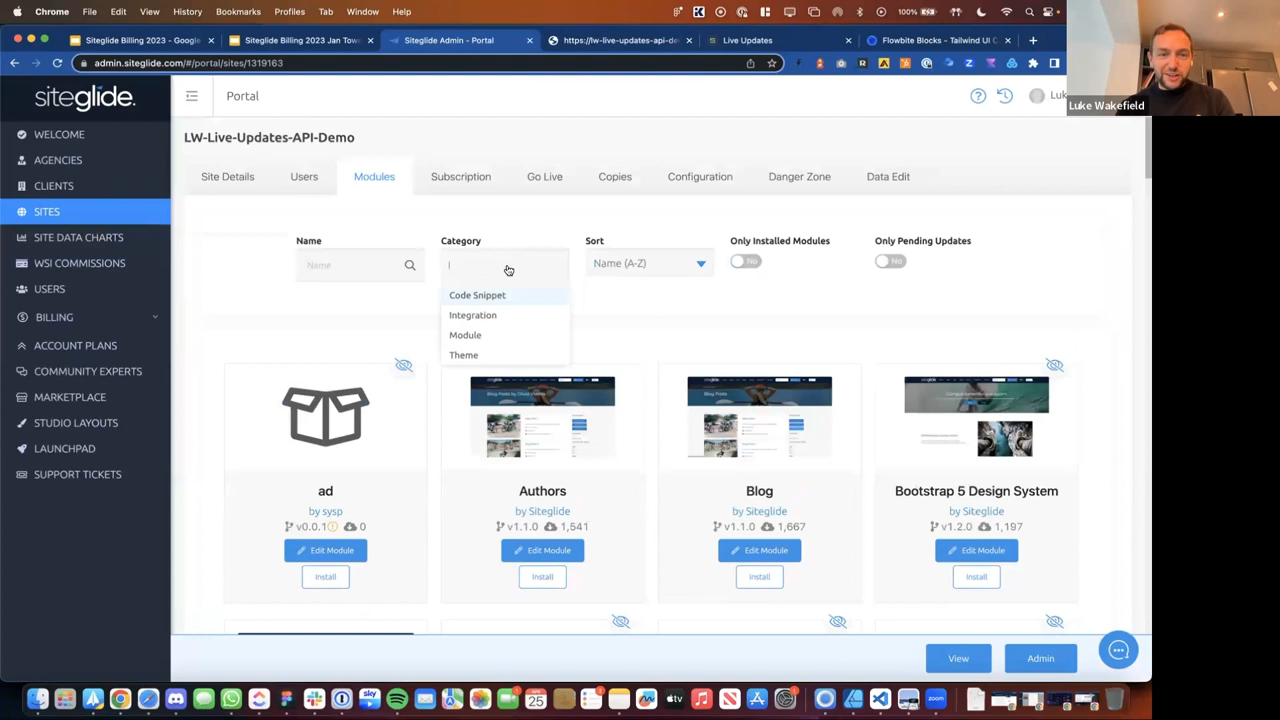 Chrome File Edit View History Bookmarks Profiles Tab Window Help 100%
Siteglide Billing 2023 - Google
Siteglide Billing 2023 Jan Town
Siteglide Admin - Portal
https://lw-live-updates-api-de
Live Updates
Flowbite Blocks - Tailwind UI C
admin.siteglide.com/#/portal/sites/1319163
siteglide.
Portal
Luk
Luke Wakefield
WELCOME
AGENCIES
CLIENTS
SITES
SITE DATA CHARTS
WSI COMMISSIONS
USERS
BILLING
ACCOUNT PLANS
COMMUNITY EXPERTS
MARKETPLACE
STUDIO LAYOUTS
LAUNCHPAD
SUPPORT TICKETS
LW-Live-Updates-API-Demo
Site Details Users Modules Subscription Go Live Copies Configuration Danger Zone Data Edit
Name Category Sort Only Installed Modules Only Pending Updates
Name Name (A-Z) No No
Code Snippet
Integration
Module
Theme
ad
by sysp
v0.0.1 0
Edit Module
Install
Authors
by Siteglide
v1.1.0 1,541
Edit Module
Install
Blog
by Siteglide
v1.1.0 1,667
Edit Module
Install
Bootstrap 5 Design System
by Siteglide
v1.2.0 1,197
Edit Module
Install
View Admin
sky
tv
25
zoom